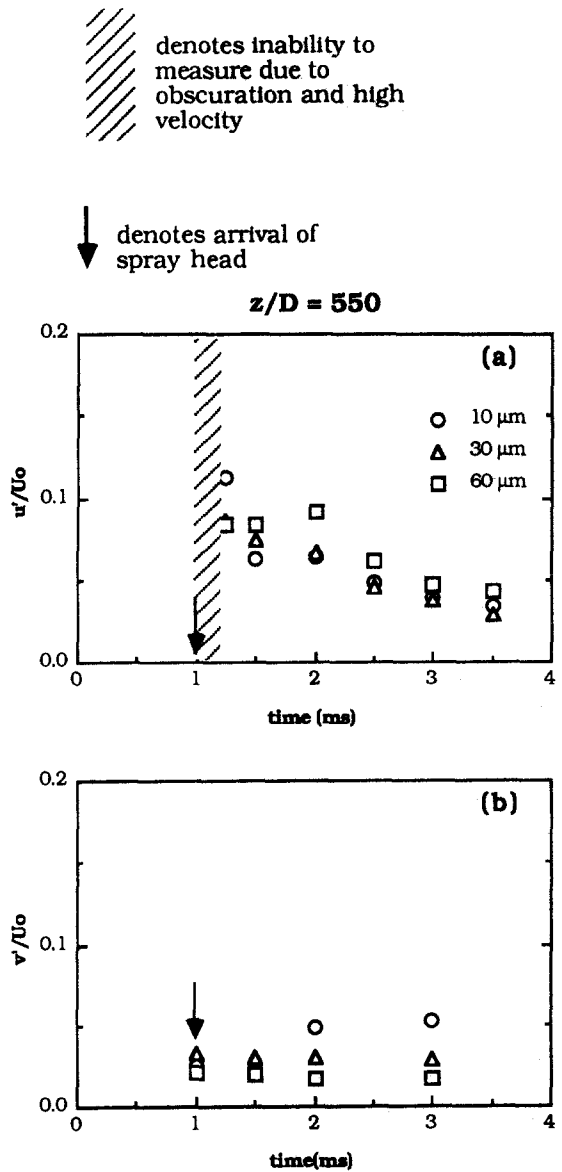 denotes inability to
measure due to
obscuration and high
velocity
denotes arrival of
spray head
z/D = 550
(a)
10 μm
30 μm
60 μm
0.2
0.1
0.0
u'/Uo
0 1 2 3 4
time (ms)
(b)
0.2
0.1
0.0
v'/Uo
0 1 2 3 4
time(ms)